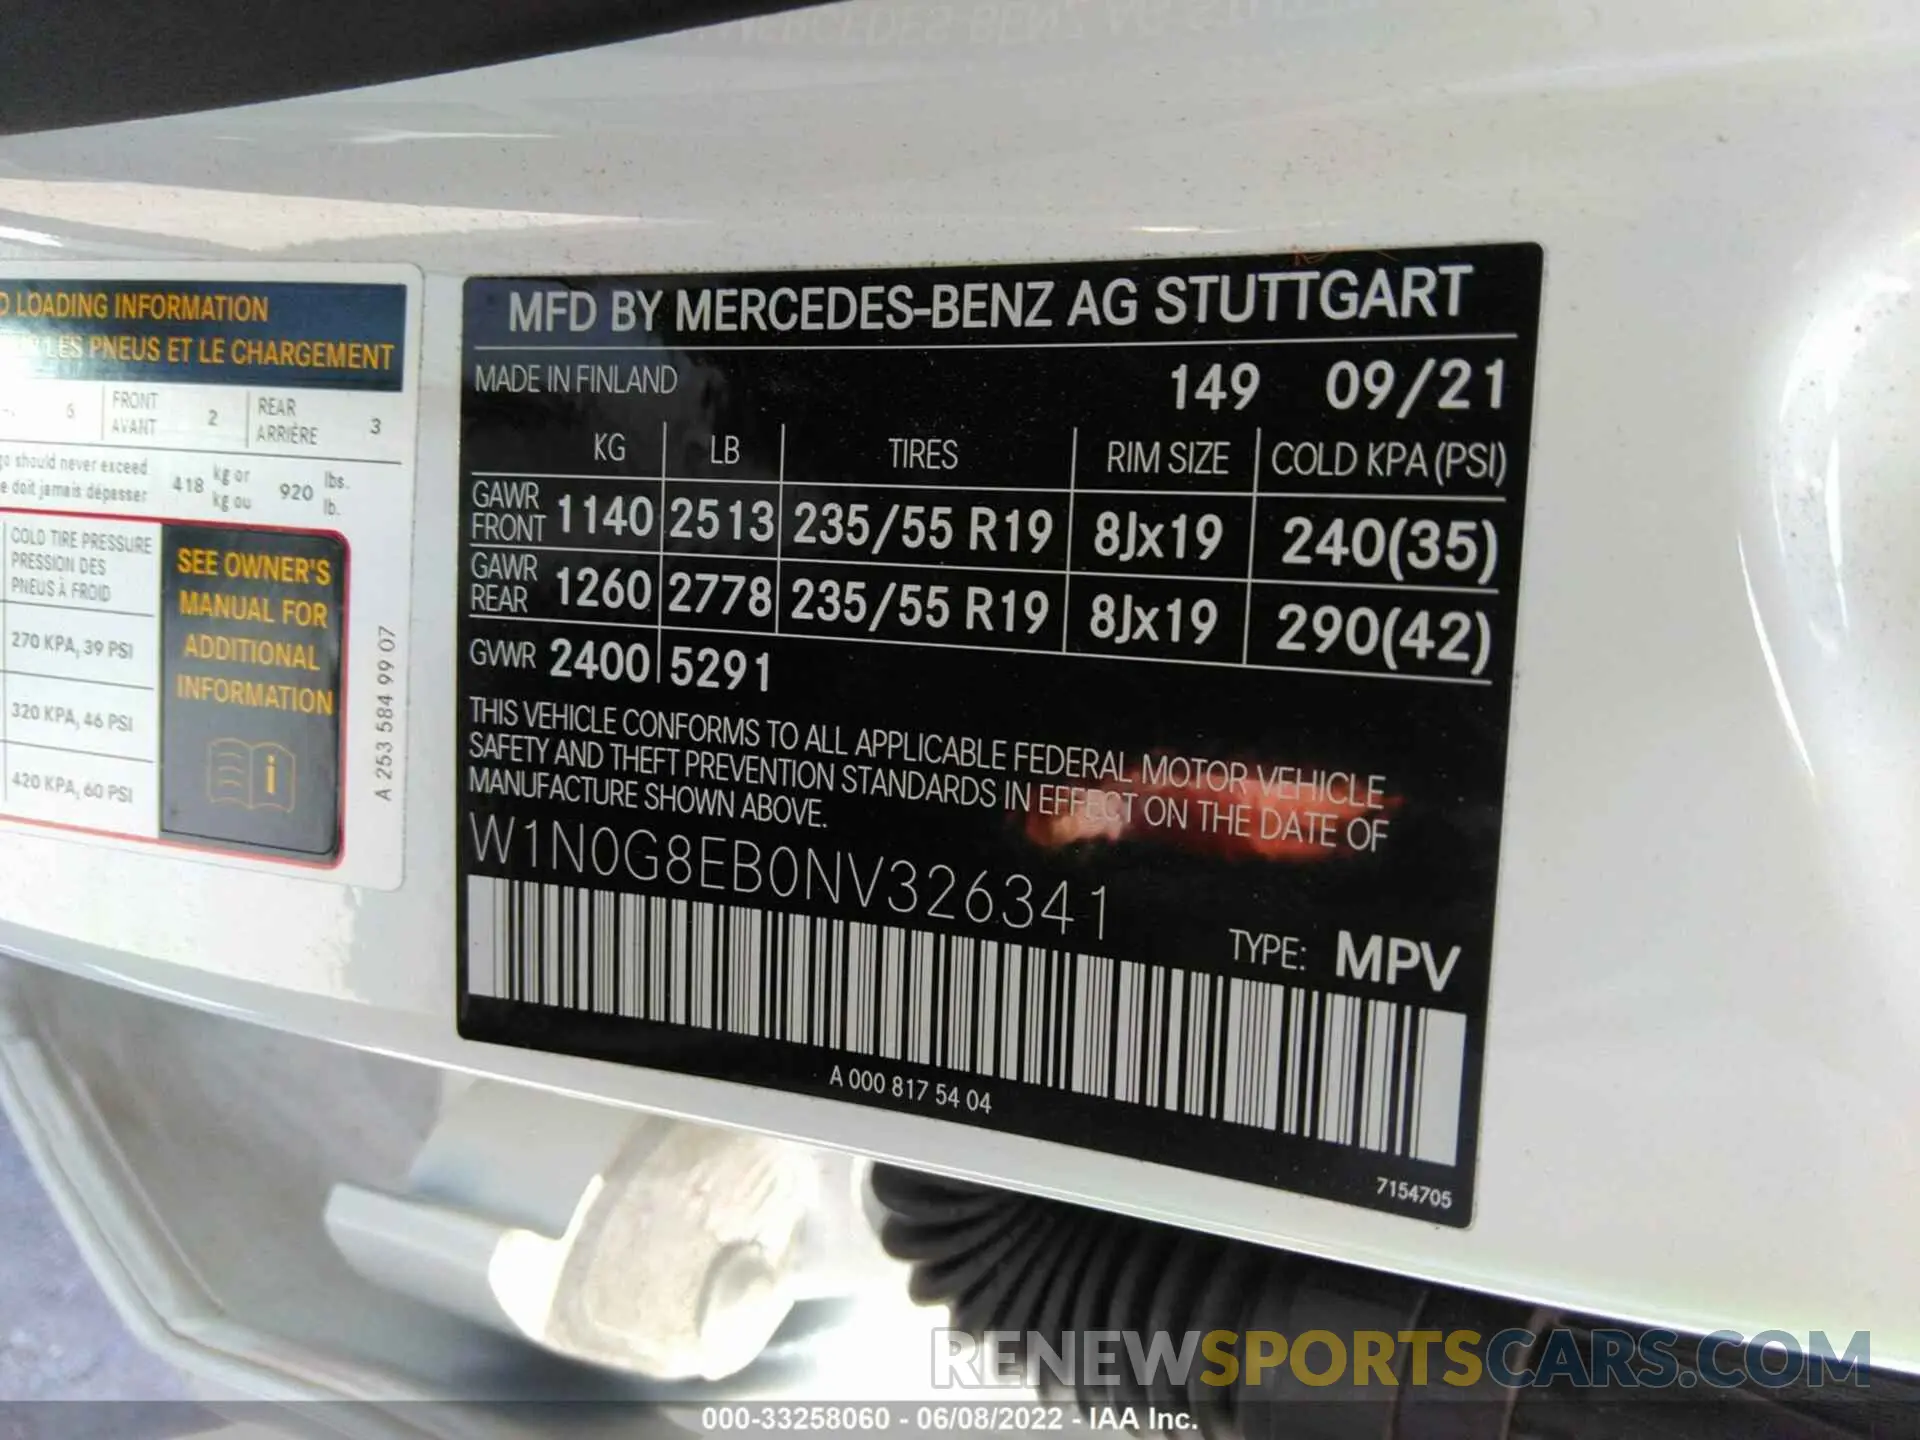 D LOADING INFORMATION
LES PNEUS ET LE CHARGEMENT
5 FRONT AVANT 2 REAR ARRIÈRE 3
go should never exceed
e doit jamais dépasser
418 kg or kg ou 920 lbs. lb.
COLD TIRE PRESSURE
PRESSION DES
PNEUS À FROID
270 KPA, 39 PSI
320 KPA, 46 PSI
420 KPA, 60 PSI
SEE OWNER'S
MANUAL FOR
ADDITIONAL
INFORMATION
A 253 584 99 07
MFD BY MERCEDES-BENZ AG STUTTGART
MADE IN FINLAND 149 09/21
KG LB TIRES RIM SIZE COLD KPA (PSI)
GAWR FRONT 1140 2513 235/55 R19 8Jx19 240(35)
GAWR REAR 1260 2778 235/55 R19 8Jx19 290(42)
GVWR 2400 5291
THIS VEHICLE CONFORMS TO ALL APPLICABLE FEDERAL MOTOR VEHICLE
SAFETY AND THEFT PREVENTION STANDARDS IN EFFECT ON THE DATE OF
MANUFACTURE SHOWN ABOVE.
W1N0G8EB0NV326341
TYPE: MPV
A 000 817 54 04
7154705
RENEWSPORTSCARS.COM
000-33258060 - 06/08/2022 - IAA Inc.